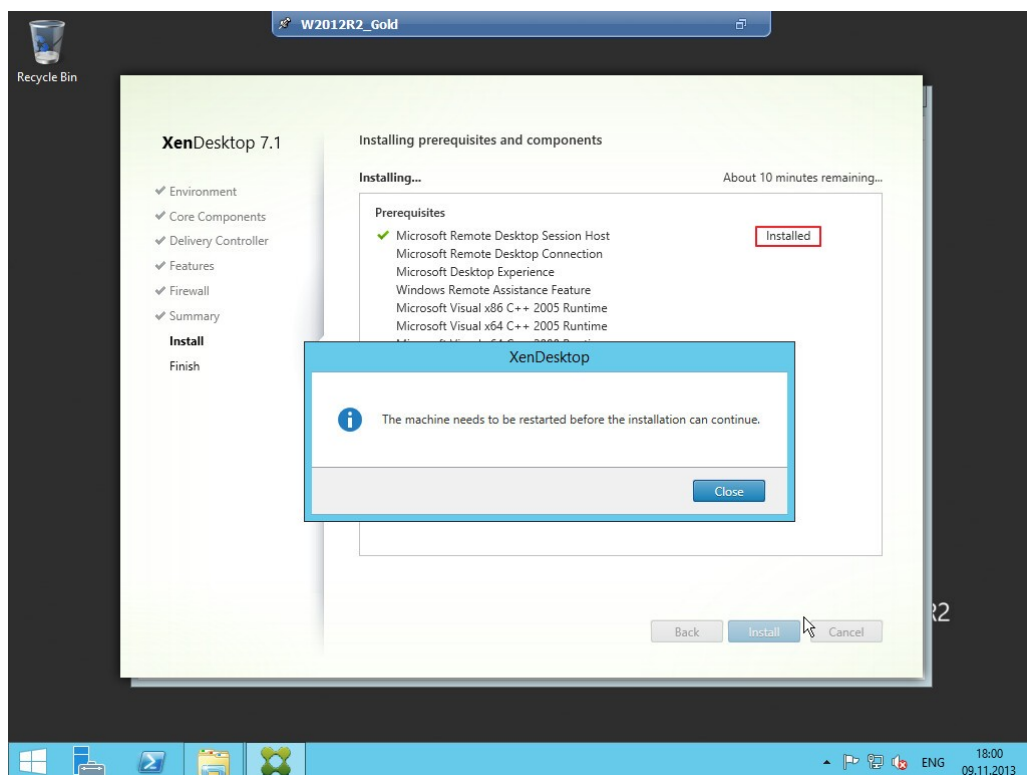 W2012R2_Gold
Recycle Bin
XenDesktop 7.1
Environment
Core Components
Delivery Controller
Features
Firewall
Summary
Install
Finish
Installing prerequisites and components
Installing...
About 10 minutes remaining...
Prerequisites
Microsoft Remote Desktop Session Host
Installed
Microsoft Remote Desktop Connection
Microsoft Desktop Experience
Windows Remote Assistance Feature
Microsoft Visual x86 C++ 2005 Runtime
Microsoft Visual x64 C++ 2005 Runtime
XenDesktop
The machine needs to be restarted before the installation can continue.
Close
Back
Install
Cancel
R2
ENG
18:00
09.11.2013